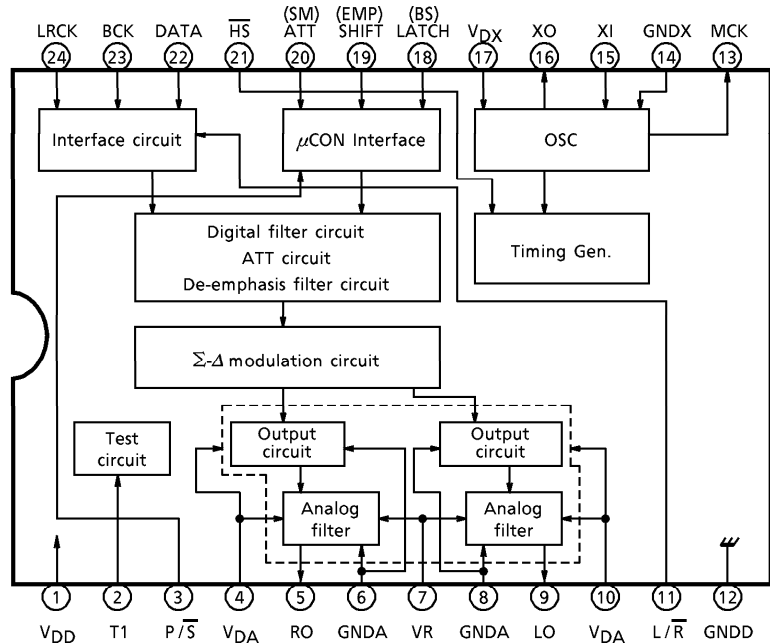 (SM) (EMP) (BS)
LRCK BCK DATA H̅S̅ ATT SHIFT LATCH VDX XO XI GNDX MCK
24 23 22 21 20 19 18 17 16 15 14 13
Interface circuit
μCON Interface
OSC
Digital filter circuit
ATT circuit
De-emphasis filter circuit
Timing Gen.
Σ-Δ modulation circuit
Test
circuit
Output
circuit
Output
circuit
Analog
filter
Analog
filter
1 2 3 4 5 6 7 8 9 10 11 12
VDD T1 P/S̅ VDA RO GNDA VR GNDA LO VDA L/R̅ GNDD